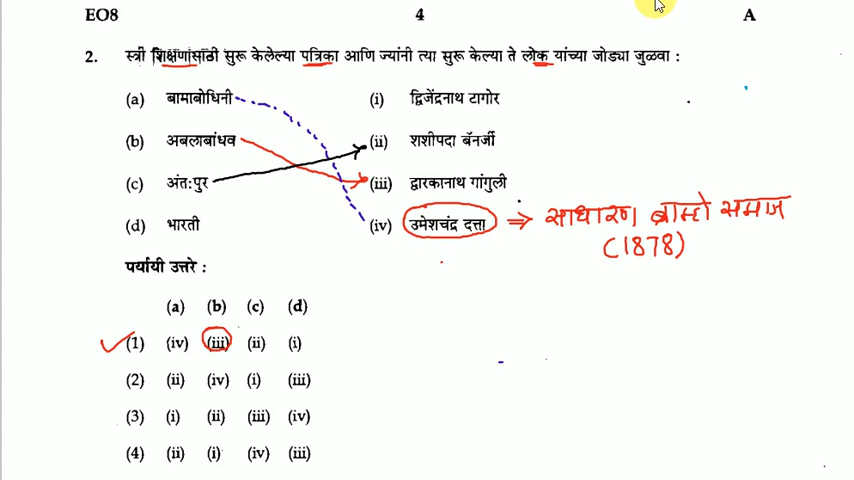 EO8 4 A
2. स्त्री शिक्षणांसाठी सुरू केलेल्या पत्रिका आणि ज्यांनी त्या सुरू केल्या ते लोक यांच्या जोड्या जुळवा :
(a) बामाबोधिनी (i) द्विजेंद्रनाथ टागोर
(b) अबलाबांधव (ii) शशीपदा बॅनर्जी
(c) अंतःपुर (iii) द्वारकानाथ गांगुली
(d) भारती (iv) उमेशचंद्र दत्ता ⇒ साधारण ब्राम्हो समाज
(1878)
पर्यायी उत्तरे :
(a) (b) (c) (d)
(1) (iv) (iii) (ii) (i)
(2) (ii) (iv) (i) (iii)
(3) (i) (ii) (iii) (iv)
(4) (ii) (i) (iv) (iii)